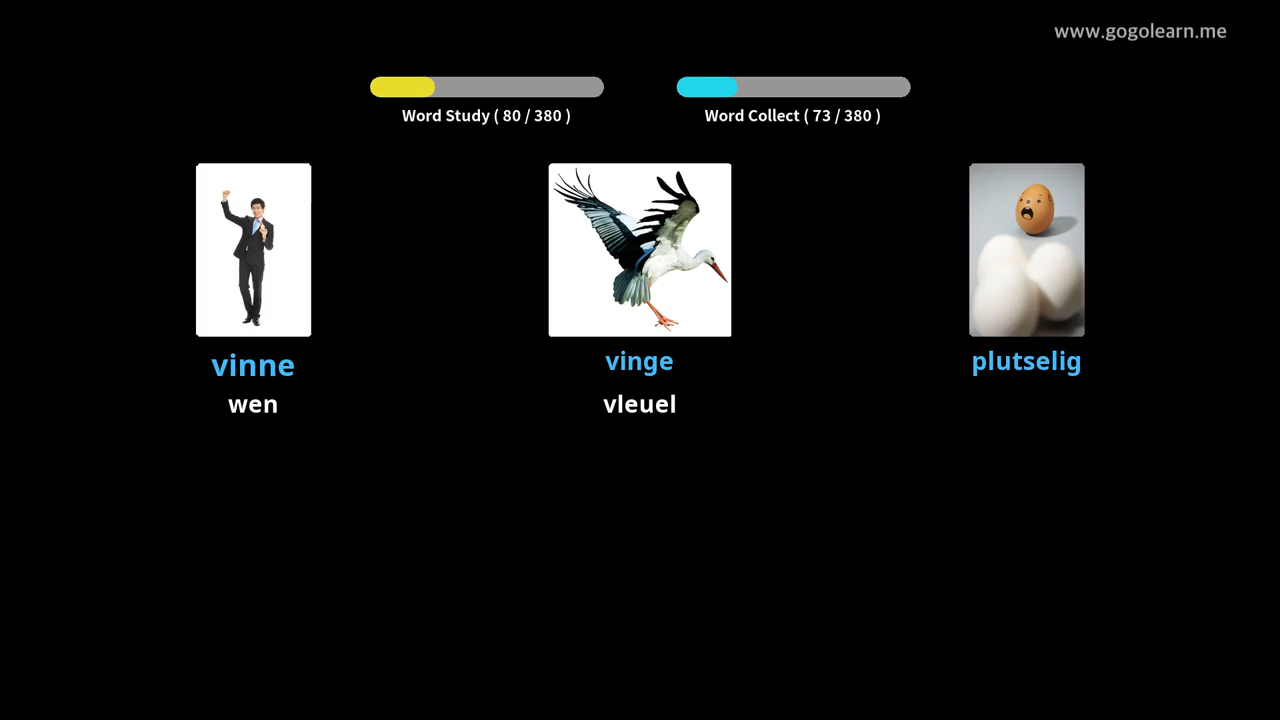 www.gogolearn.me
Word Study ( 80 / 380 )
Word Collect ( 73 / 380 )
vinne
vinge
plutselig
wen
vleuel